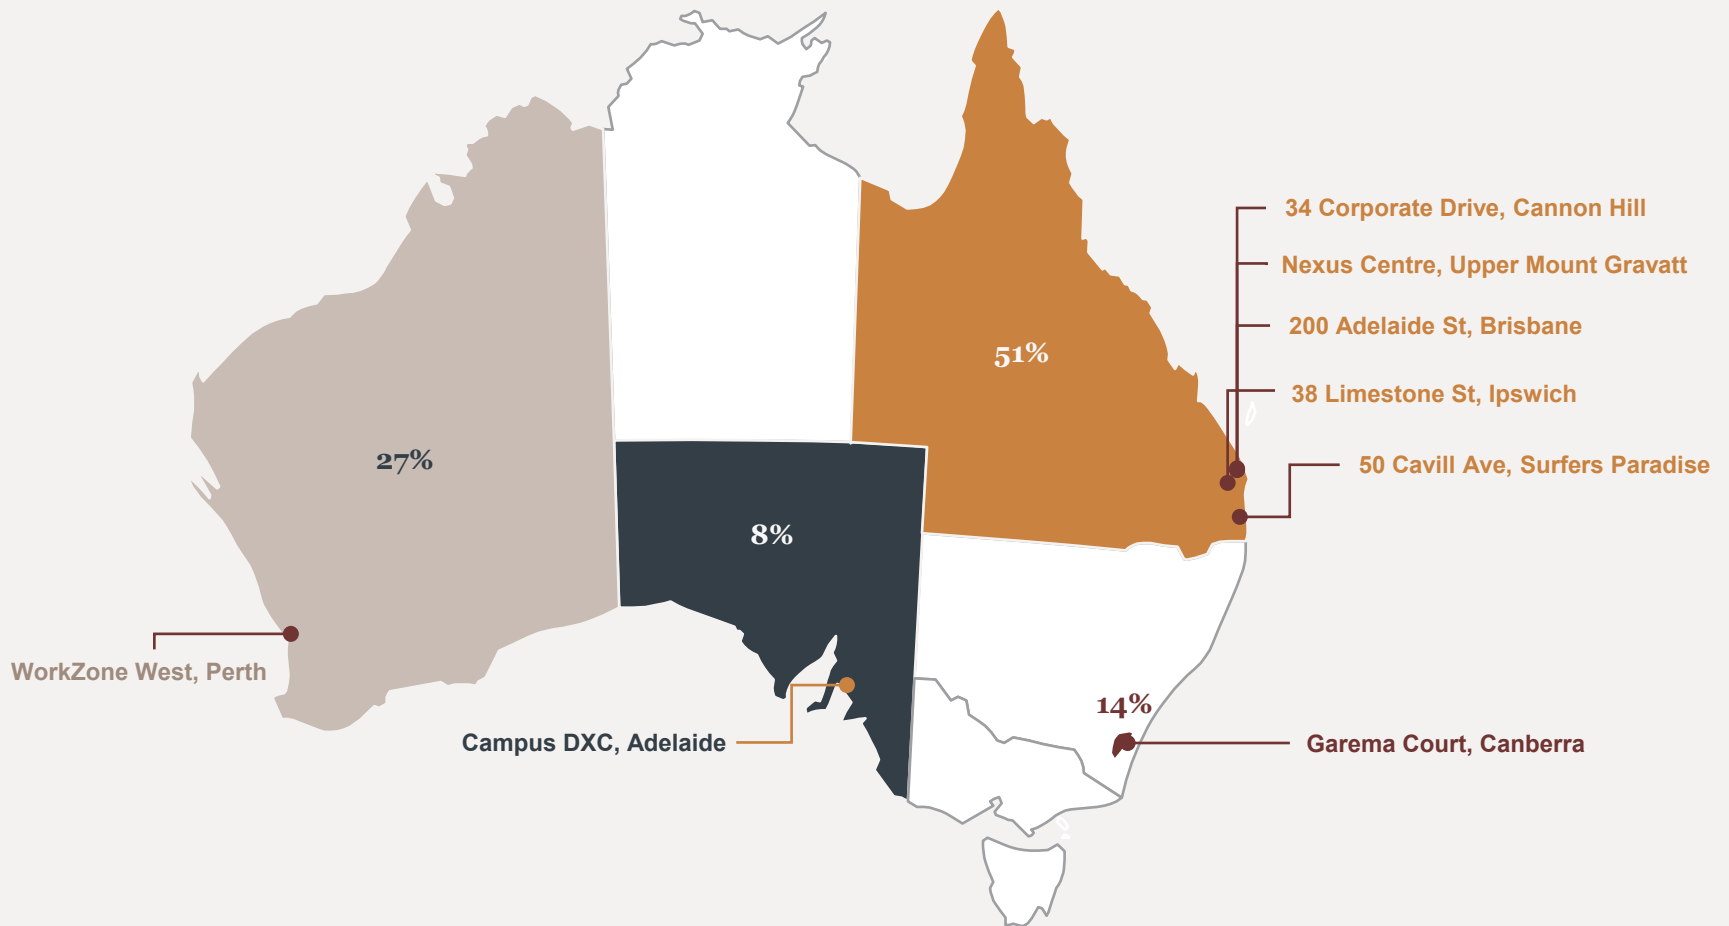 34 Corporate Drive, Cannon Hill
Nexus Centre, Upper Mount Gravatt
200 Adelaide St, Brisbane
51%
38 Limestone St, Ipswich
27%
50 Cavill Ave, Surfers Paradise
8%
WorkZone West, Perth
14%
Campus DXC, Adelaide
Garema Court, Canberra